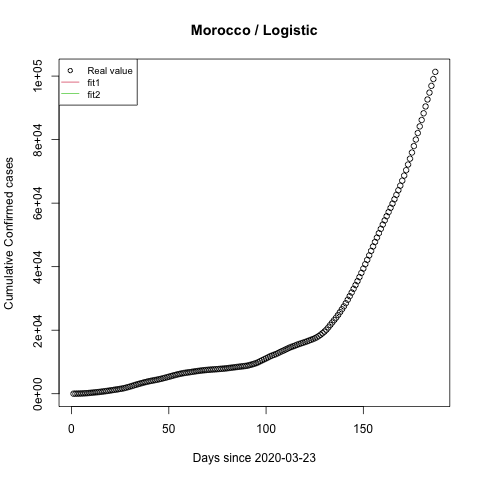 Morocco / Logistic
Real value
fit1
fit2
Cumulative Confirmed cases
1e+05
8e+04
6e+04
4e+04
2e+04
0e+00
0 50 100 150
Days since 2020-03-23